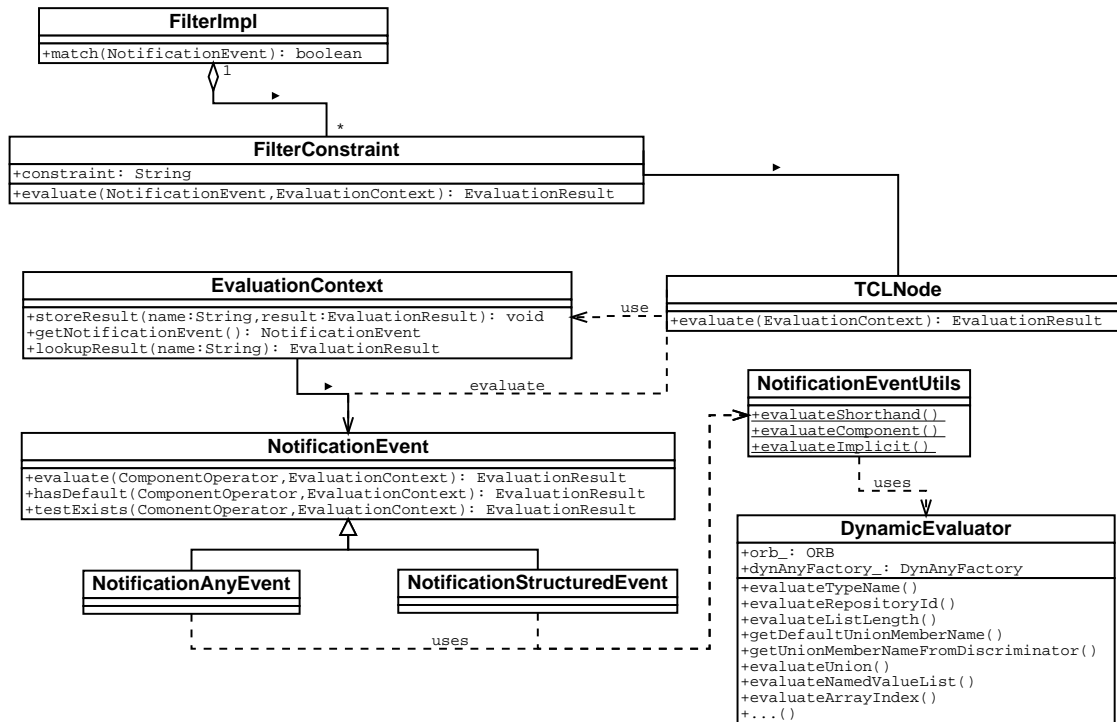 FilterImpl
+match(NotificationEvent): boolean
1
*
FilterConstraint
+constraint: String
+evaluate(NotificationEvent,EvaluationContext): EvaluationResult
EvaluationContext
+storeResult(name:String,result:EvaluationResult): void
+getNotificationEvent(): NotificationEvent
+lookupResult(name:String): EvaluationResult
use
TCLNode
+evaluate(EvaluationContext): EvaluationResult
evaluate
NotificationEventUtils
+evaluateShorthand()
+evaluateComponent()
+evaluateImplicit()
NotificationEvent
+evaluate(ComponentOperator,EvaluationContext): EvaluationResult
+hasDefault(ComponentOperator,EvaluationContext): EvaluationResult
+testExists(ComonentOperator,EvaluationContext): EvaluationResult
uses
NotificationAnyEvent
NotificationStructuredEvent
uses
DynamicEvaluator
+orb_: ORB
+dynAnyFactory_: DynAnyFactory
+evaluateTypeName()
+evaluateRepositoryId()
+evaluateListLength()
+getDefaultUnionMemberName()
+getUnionMemberNameFromDiscriminator()
+evaluateUnion()
+evaluateNamedValueList()
+evaluateArrayIndex()
+...()